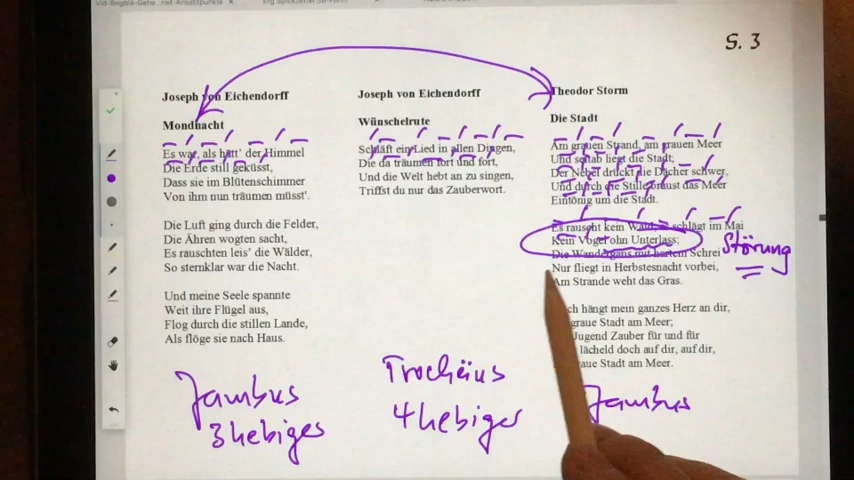 S. 3
Joseph von Eichendorff
Mondnacht
Es war, als hätt' der Himmel
Die Erde still geküsst,
Dass sie im Blütenschimmer
Von ihm nun träumen müsst'.
Die Luft ging durch die Felder,
Die Ähren wogten sacht,
Es rauschten leis' die Wälder,
So sternklar war die Nacht.
Und meine Seele spannte
Weit ihre Flügel aus,
Flog durch die stillen Lande,
Als flöge sie nach Haus.
Jambus
3hebiges
Joseph von Eichendorff
Wünschelrute
Schläft ein Lied in allen Dingen,
Die da träumen fort und fort,
Und die Welt hebt an zu singen,
Triffst du nur das Zauberwort.
Trochäus
4hebiges
Theodor Storm
Die Stadt
Am grauen Strand, am grauen Meer
Und seitab liegt die Stadt;
Der Nebel drückt die Dächer schwer,
Und durch die Stille braust das Meer
Eintönig um die Stadt.
Es rauscht kein Wald, es schlägt im Mai
Kein Vogel ohn Unterlass;
Die Wandergans mit hartem Schrei
Nur fliegt in Herbstesnacht vorbei,
Am Strande weht das Gras.
Störung
hängt mein ganzes Herz an dir,
graue Stadt am Meer;
Jugend Zauber für und für
lächeld doch auf dir, auf dir,
graue Stadt am Meer.
Jambus